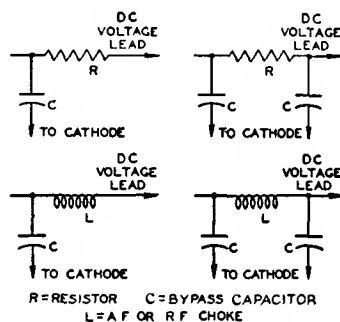 DC
VOLTAGE
LEAD
R
C
TO CATHODE
DC
VOLTAGE
LEAD
R
C
C
TO CATHODE
DC
VOLTAGE
LEAD
L
C
TO CATHODE
DC
VOLTAGE
LEAD
L
C
C
TO CATHODE
R=RESISTOR C=BYPASS CAPACITOR
L=AF OR RF CHOKE